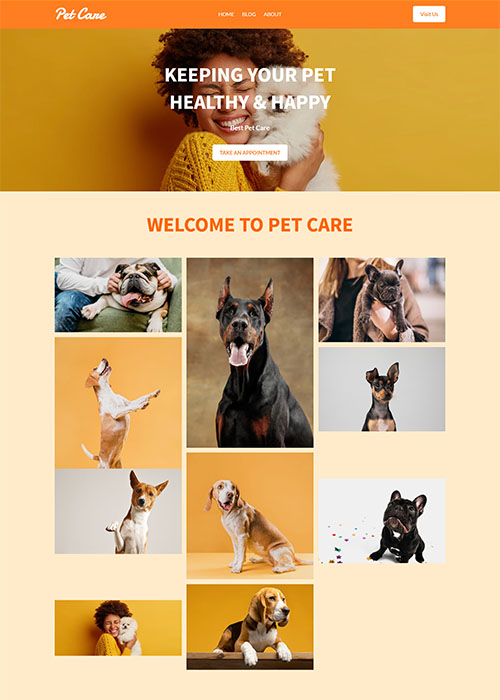 Pet Care
HOME BLOG ABOUT
Visit Us
KEEPING YOUR PET
HEALTHY & HAPPY
Best Pet Care
TAKE AN APPOINTMENT
WELCOME TO PET CARE